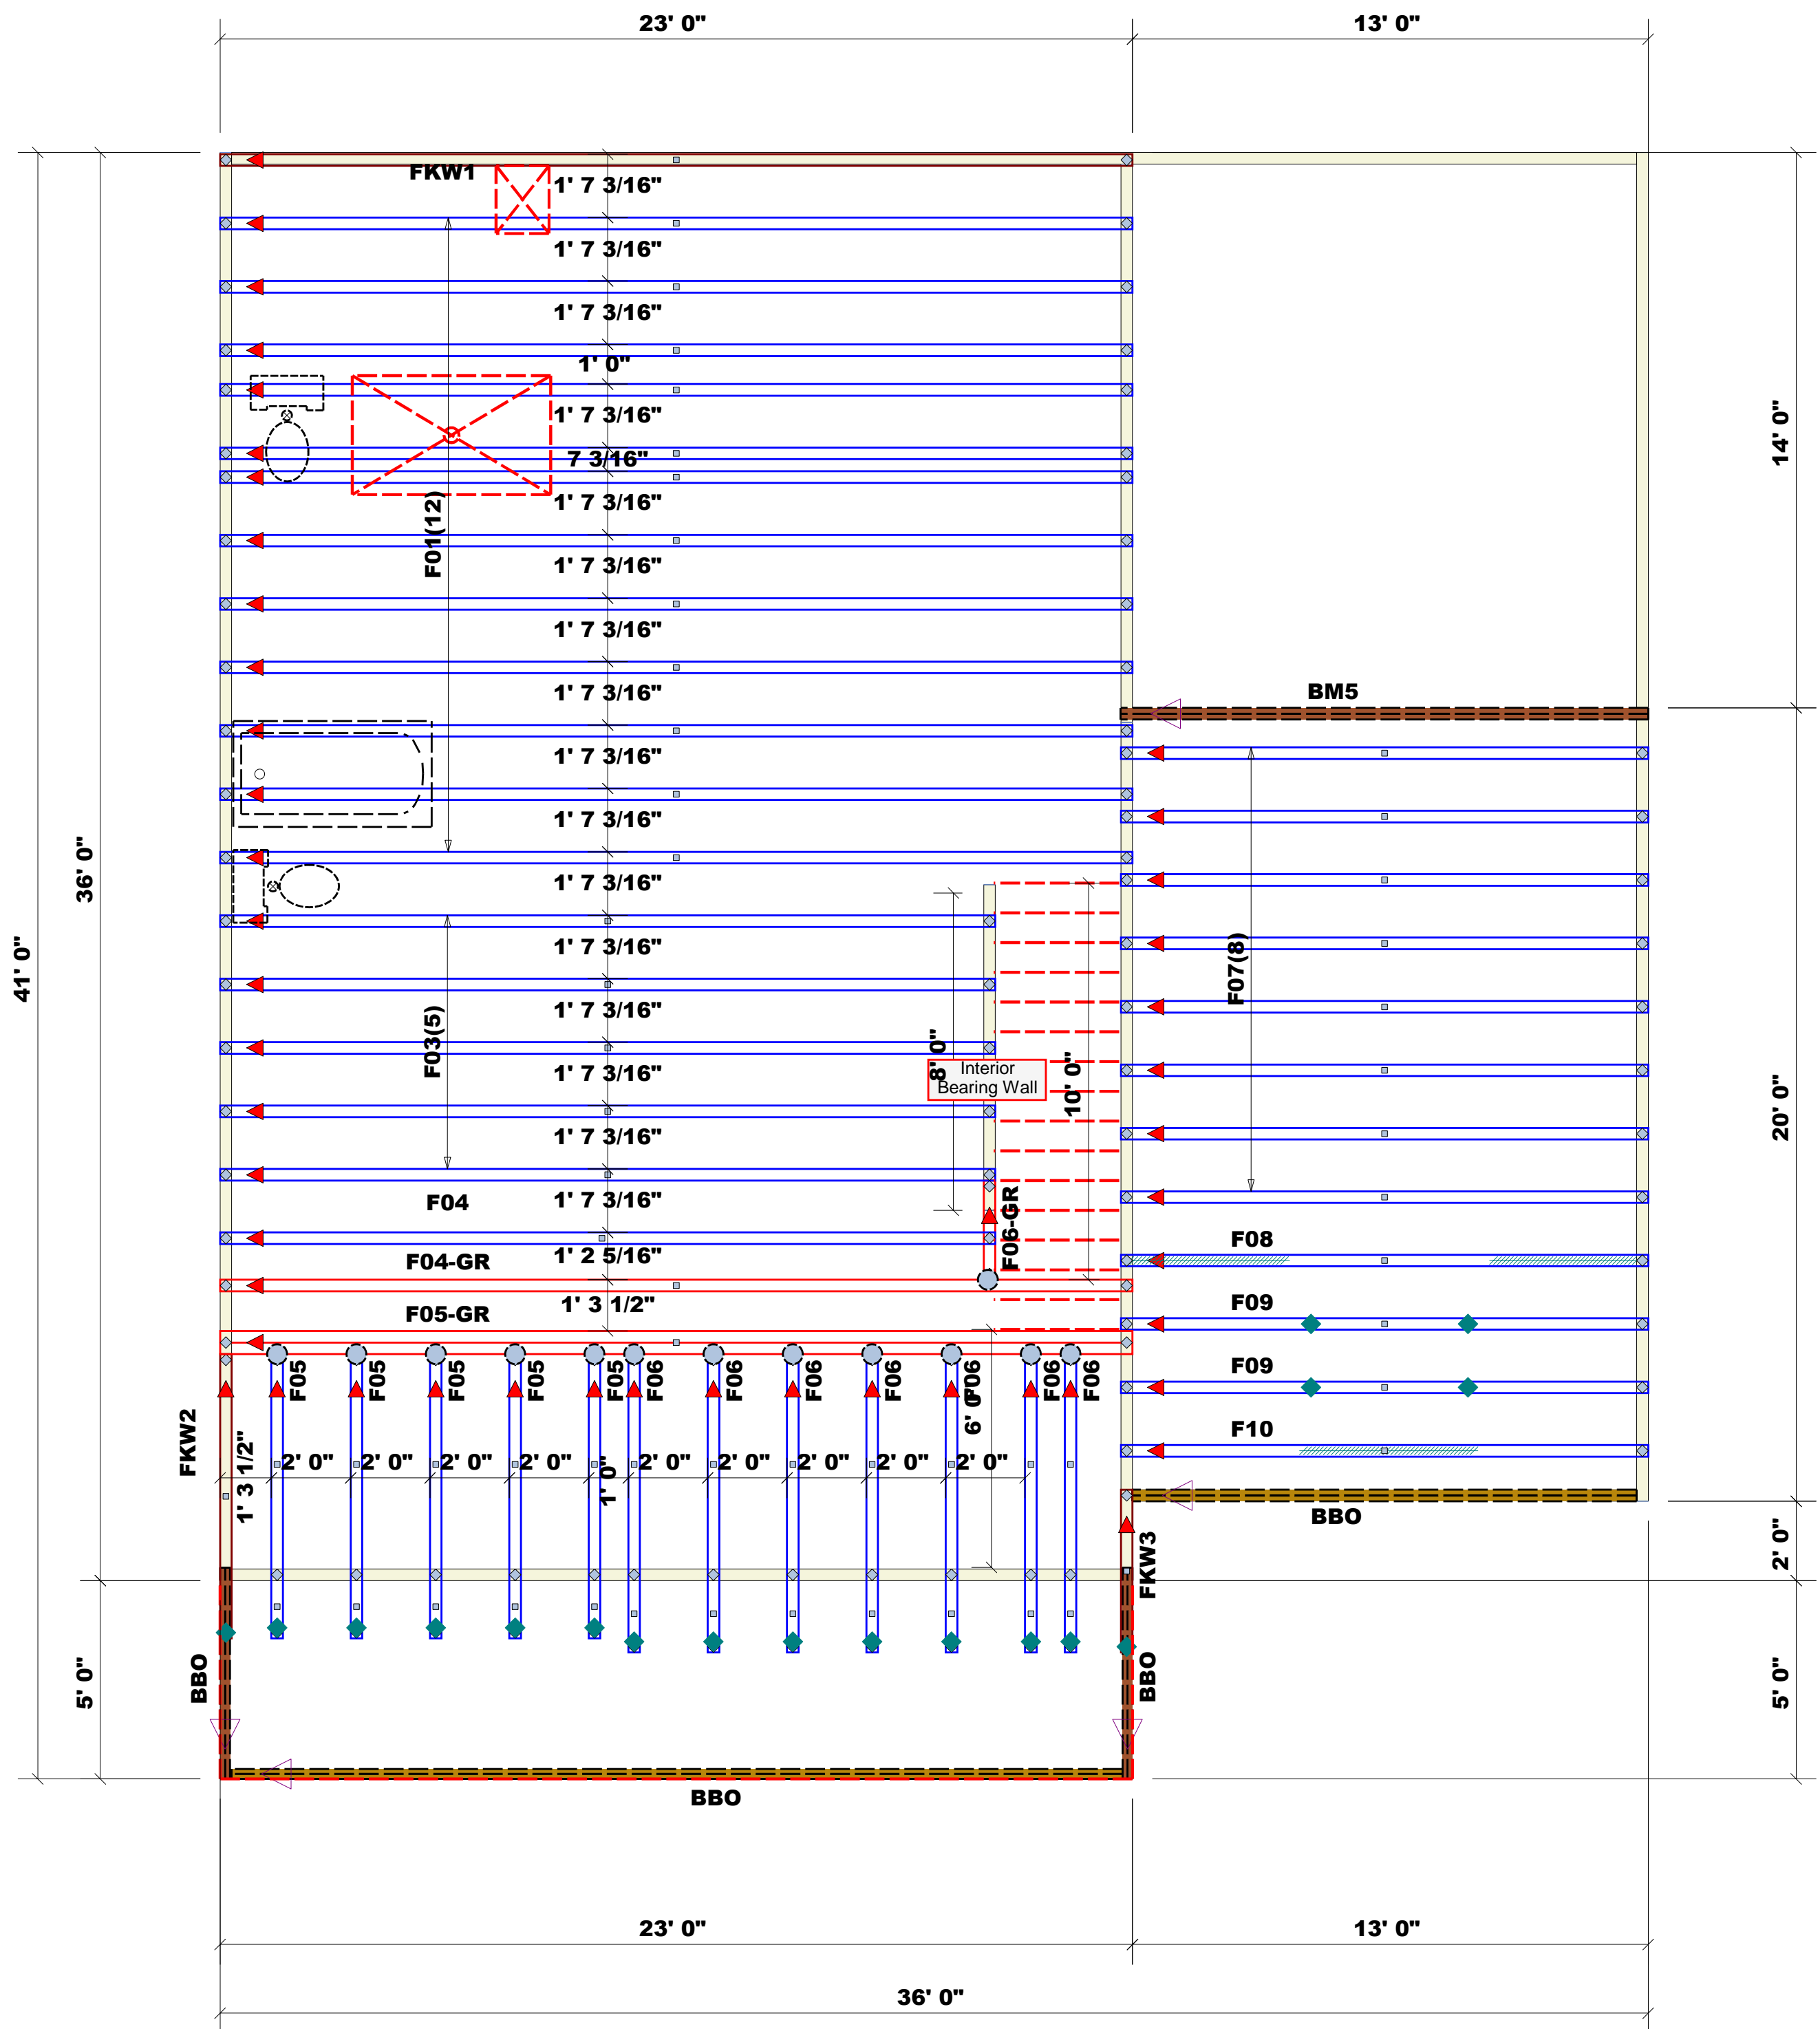 23' 0"
13' 0"
FKW1
1' 7 3/16"
1' 7 3/16"
1' 7 3/16"
1' 0"
1' 7 3/16"
7 3/16"
1' 7 3/16"
F01(12)
1' 7 3/16"
1' 7 3/16"
1' 7 3/16"
1' 7 3/16"
1' 7 3/16"
1' 7 3/16"
1' 7 3/16"
1' 7 3/16"
1' 7 3/16"
1' 7 3/16"
1' 7 3/16"
1' 2 5/16"
1' 3 1/2"
14' 0"
BM5
36' 0"
41' 0"
F07(8)
F03(5)
8' 0"
Interior
Bearing Wall
10' 0"
20' 0"
F04
F06-GR
F04-GR
F05-GR
F08
F09
F09
F10
F05
F05
F05
F05
F05
F06
F06
F06
F06
F06
F06
F06
6' 0"
FKW2
1' 3 1/2"
2' 0"
2' 0"
2' 0"
2' 0"
1' 0"
2' 0"
2' 0"
2' 0"
2' 0"
2' 0"
BBO
FKW3
2' 0"
BBO
BBO
5' 0"
5' 0"
BBO
23' 0"
13' 0"
36' 0"